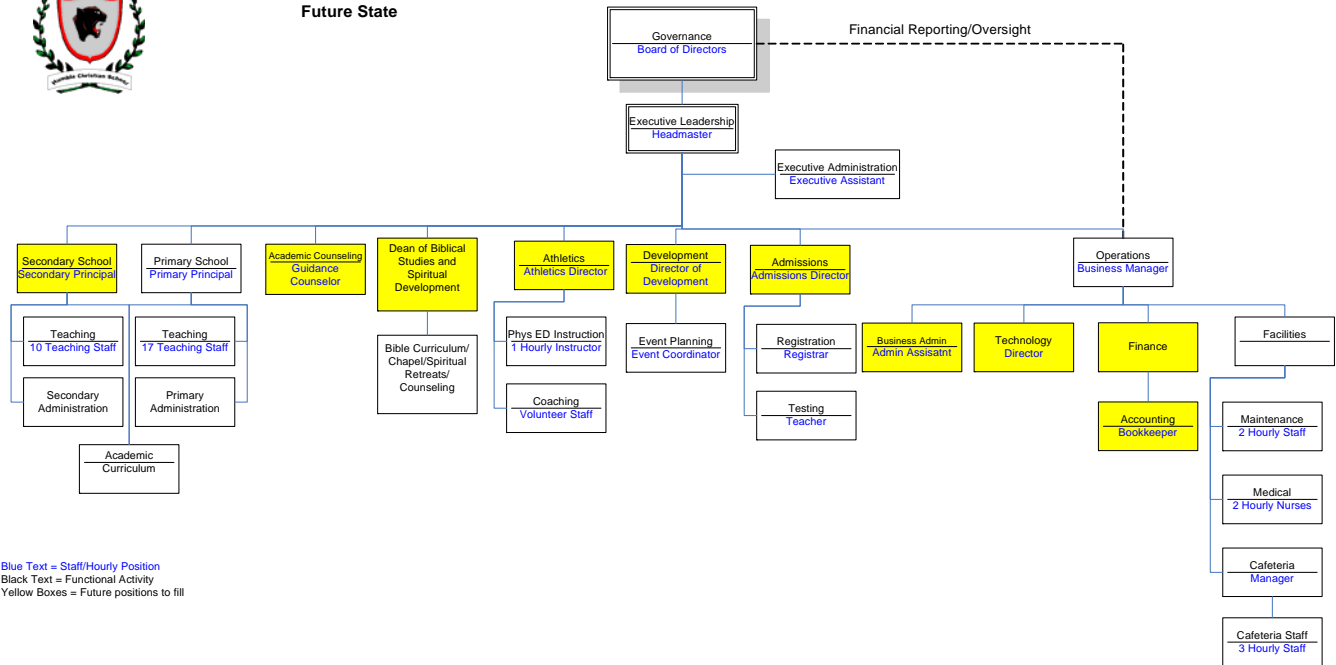 Future State
Humble Christian School
Governance
Board of Directors
Financial Reporting/Oversight
Executive Leadership
Headmaster
Executive Administration
Executive Assistant
Secondary School
Secondary Principal
Primary School
Primary Principal
Academic Counseling
Guidance
Counselor
Dean of Biblical
Studies and
Spiritual
Development
Athletics
Athletics Director
Development
Director of
Development
Admissions
Admissions Director
Operations
Business Manager
Teaching
10 Teaching Staff
Teaching
17 Teaching Staff
Bible Curriculum/
Chapel/Spiritual
Retreats/
Counseling
Phys ED Instruction
1 Hourly Instructor
Event Planning
Event Coordinator
Registration
Registrar
Business Admin
Admin Assisatnt
Technology
Director
Finance
Facilities
Secondary
Administration
Primary
Administration
Coaching
Volunteer Staff
Testing
Teacher
Accounting
Bookkeeper
Maintenance
2 Hourly Staff
Academic
Curriculum
Medical
2 Hourly Nurses
Cafeteria
Manager
Cafeteria Staff
3 Hourly Staff
Blue Text = Staff/Hourly Position
Black Text = Functional Activity
Yellow Boxes = Future positions to fill